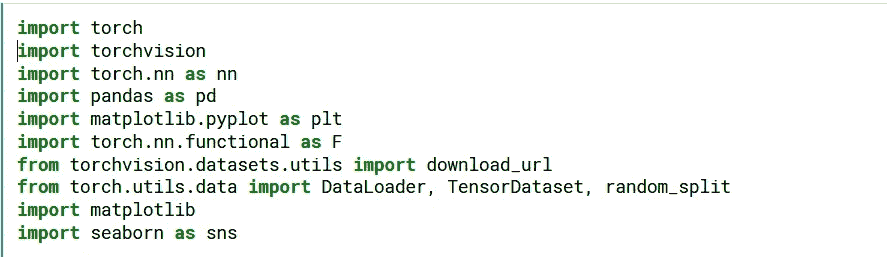 import torch
import torchvision
import torch.nn as nn
import pandas as pd
import matplotlib.pyplot as plt
import torch.nn.functional as F
from torchvision.datasets.utils import download_url
from torch.utils.data import DataLoader, TensorDataset, random_split
import matplotlib
import seaborn as sns